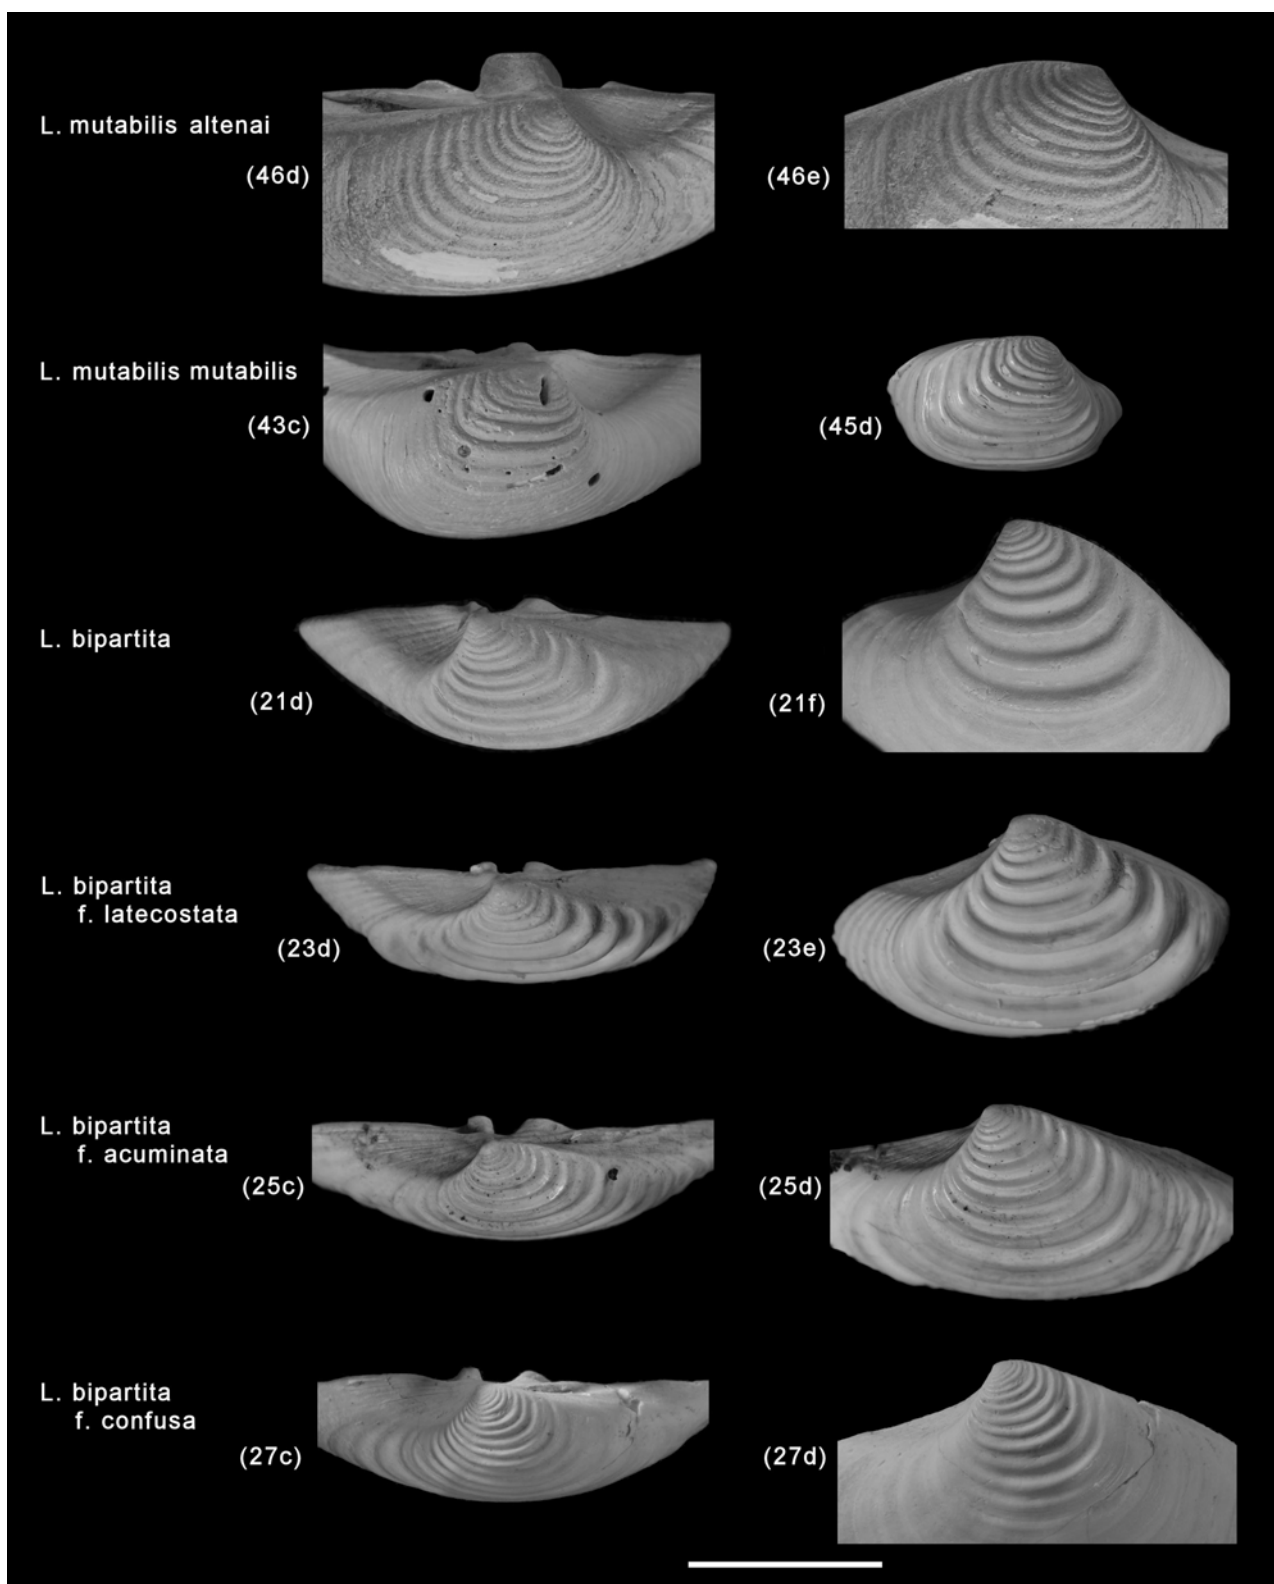 L. mutabilis altenai
(46d)
(46e)
L. mutabilis mutabilis
(43c)
(45d)
L. bipartita
(21d)
(21f)
L. bipartita
f. latecostata
(23d)
(23e)
L. bipartita
f. acuminata
(25c)
(25d)
L. bipartita
f. confusa
(27c)
(27d)